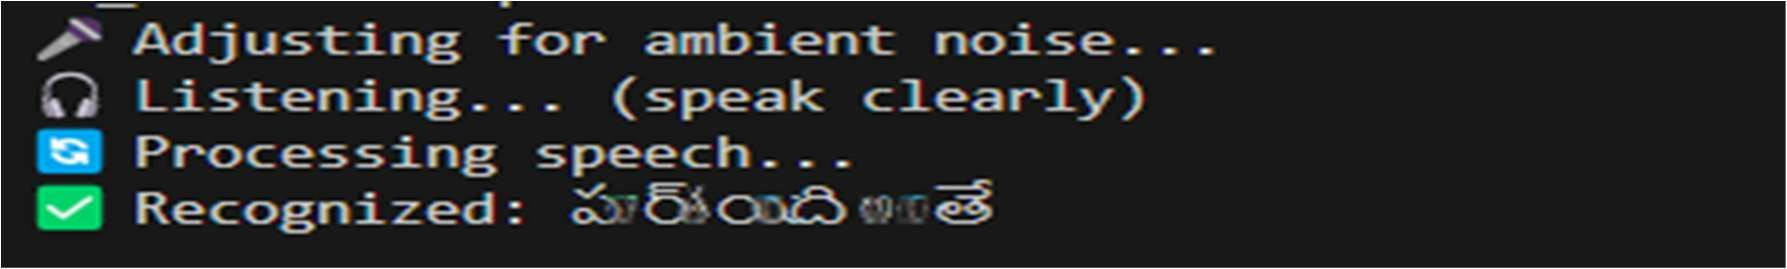 🎤 Adjusting for ambient noise...
🎧 Listening... (speak clearly)
🔄 Processing speech...
✅ Recognized: